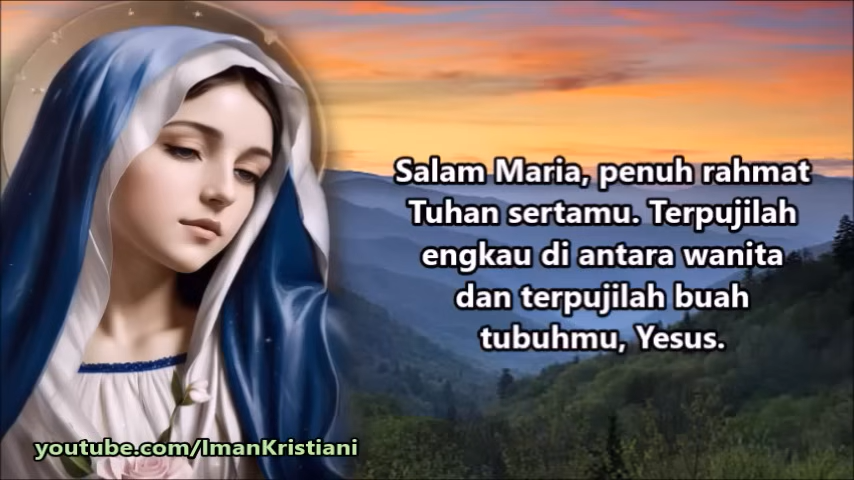 Salam Maria, penuh rahmat
Tuhan sertamu. Terpujilah
engkau di antara wanita
dan terpujilah buah
tubuhmu, Yesus.
youtube.com/ImanKristiani